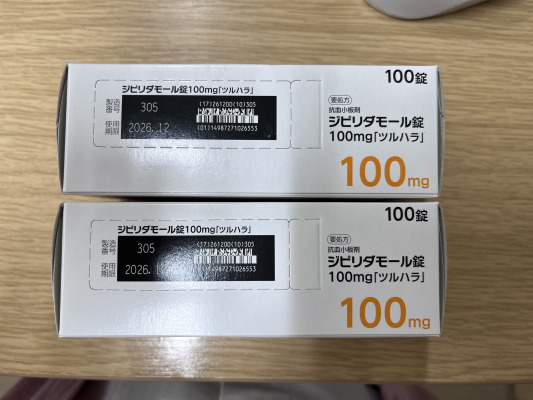 100錠
ジピリダモール錠100mg「ツルハラ」
製造番号 305
使用期限 2026.12
(17)261200(10)305
(01)14987271026553
要処方
抗血小板剤
ジピリダモール錠
100mg「ツルハラ」
100mg
100錠
ジピリダモール錠100mg「ツルハラ」
製造番号 305
使用期限 2026.
(17)261200(10)305
(01)14987271026553
要処方
抗血小板剤
ジピリダモール錠
100mg「ツルハラ」
100mg